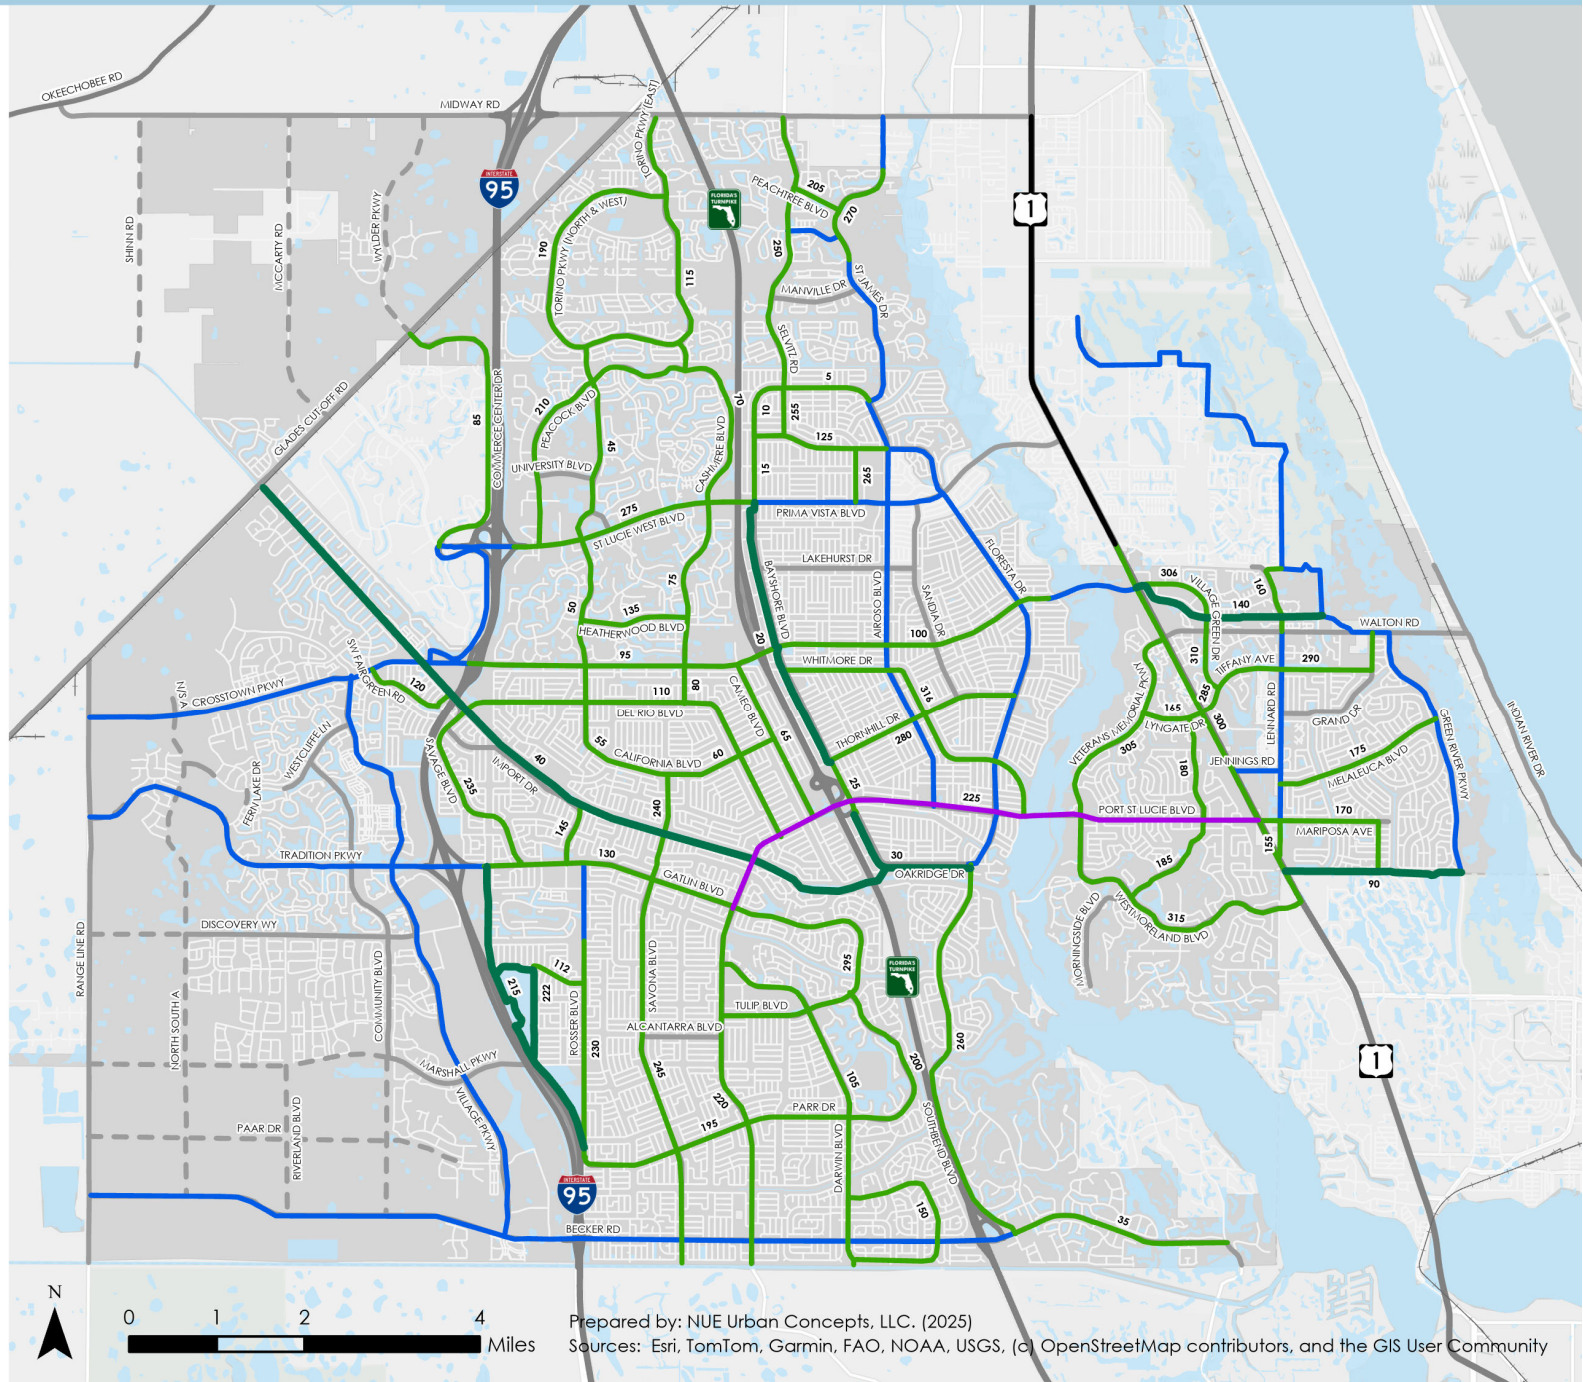 OKEECHOBEE RD
MIDWAY RD
TORINO PKWY (EAST)
INTERSTATE
95
FLORIDA'S
TURNPIKE
1
205
PEACHTREE BLVD
270
SHINN RD
MCCARTY RD
WYLDER PKWY
190
TORINO PKWY (NORTH & WEST)
115
250
ST JAMES DR
MANVILLE DR
SELVITZ RD
5
GLADES CUT-OFF RD
85
COMMERCE CENTER DR
210
PEACOCK BLVD
45
UNIVERSITY BLVD
CASHMERE BLVD
70
10
255
125
15
265
275
ST LUCIE WEST BLVD
PRIMA VISTA BLVD
LAKEHURST DR
FLORESTA DR
BAYSHORE BLVD
AIROSO BLVD
SANDIA DR
75
50
135
HEATHERWOOD BLVD
20
100
95
WHITMORE DR
306
VILLAGE GREEN DR
160
140
WALTON RD
310
TIFFANY AVE
290
SW FAIRGREEN RD
120
N/S A
CROSSTOWN PKWY
110
80
DEL RIO BLVD
CAMEO BLVD
316
VETERANS MEMORIAL PKWY
165
LYNGATE DR
285
300
LENNARD RD
GRAND DR
GREEN RIVER PKWY
INDIAN RIVER DR
WESTCLIFFE LN
SAVAGE BLVD
55
CALIFORNIA BLVD
60
65
THORNHILL DR
280
305
180
JENNINGS RD
175
MELALEUCA BLVD
FERN LAKE DR
235
IMPORT DR
40
240
25
225
PORT ST LUCIE BLVD
170
MARIPOSA AVE
145
155
TRADITION PKWY
130
GATLIN BLVD
30
OAKRIDGE DR
185
90
MORNINGSIDE BLVD
WESTMORELAND BLVD
315
RANGE LINE RD
DISCOVERY WY
COMMUNITY BLVD
112
215
222
ROSSER BLVD
SAVONA BLVD
295
FLORIDA'S
TURNPIKE
TULIP BLVD
ALCANTARRA BLVD
NORTH SOUTH A
MARSHALL PKWY
230
245
105
200
260
1
VILLAGE PKWY
220
PARR DR
195
PAAR DR
RIVERLAND BLVD
DARWIN BLVD
SOUTHBEND BLVD
INTERSTATE
95
150
35
BECKER RD
N
0 1 2 4
Miles
Prepared by: NUE Urban Concepts, LLC. (2025)
Sources: Esri, TomTom, Garmin, FAO, NOAA, USGS, (c) OpenStreetMap contributors, and the GIS User Community